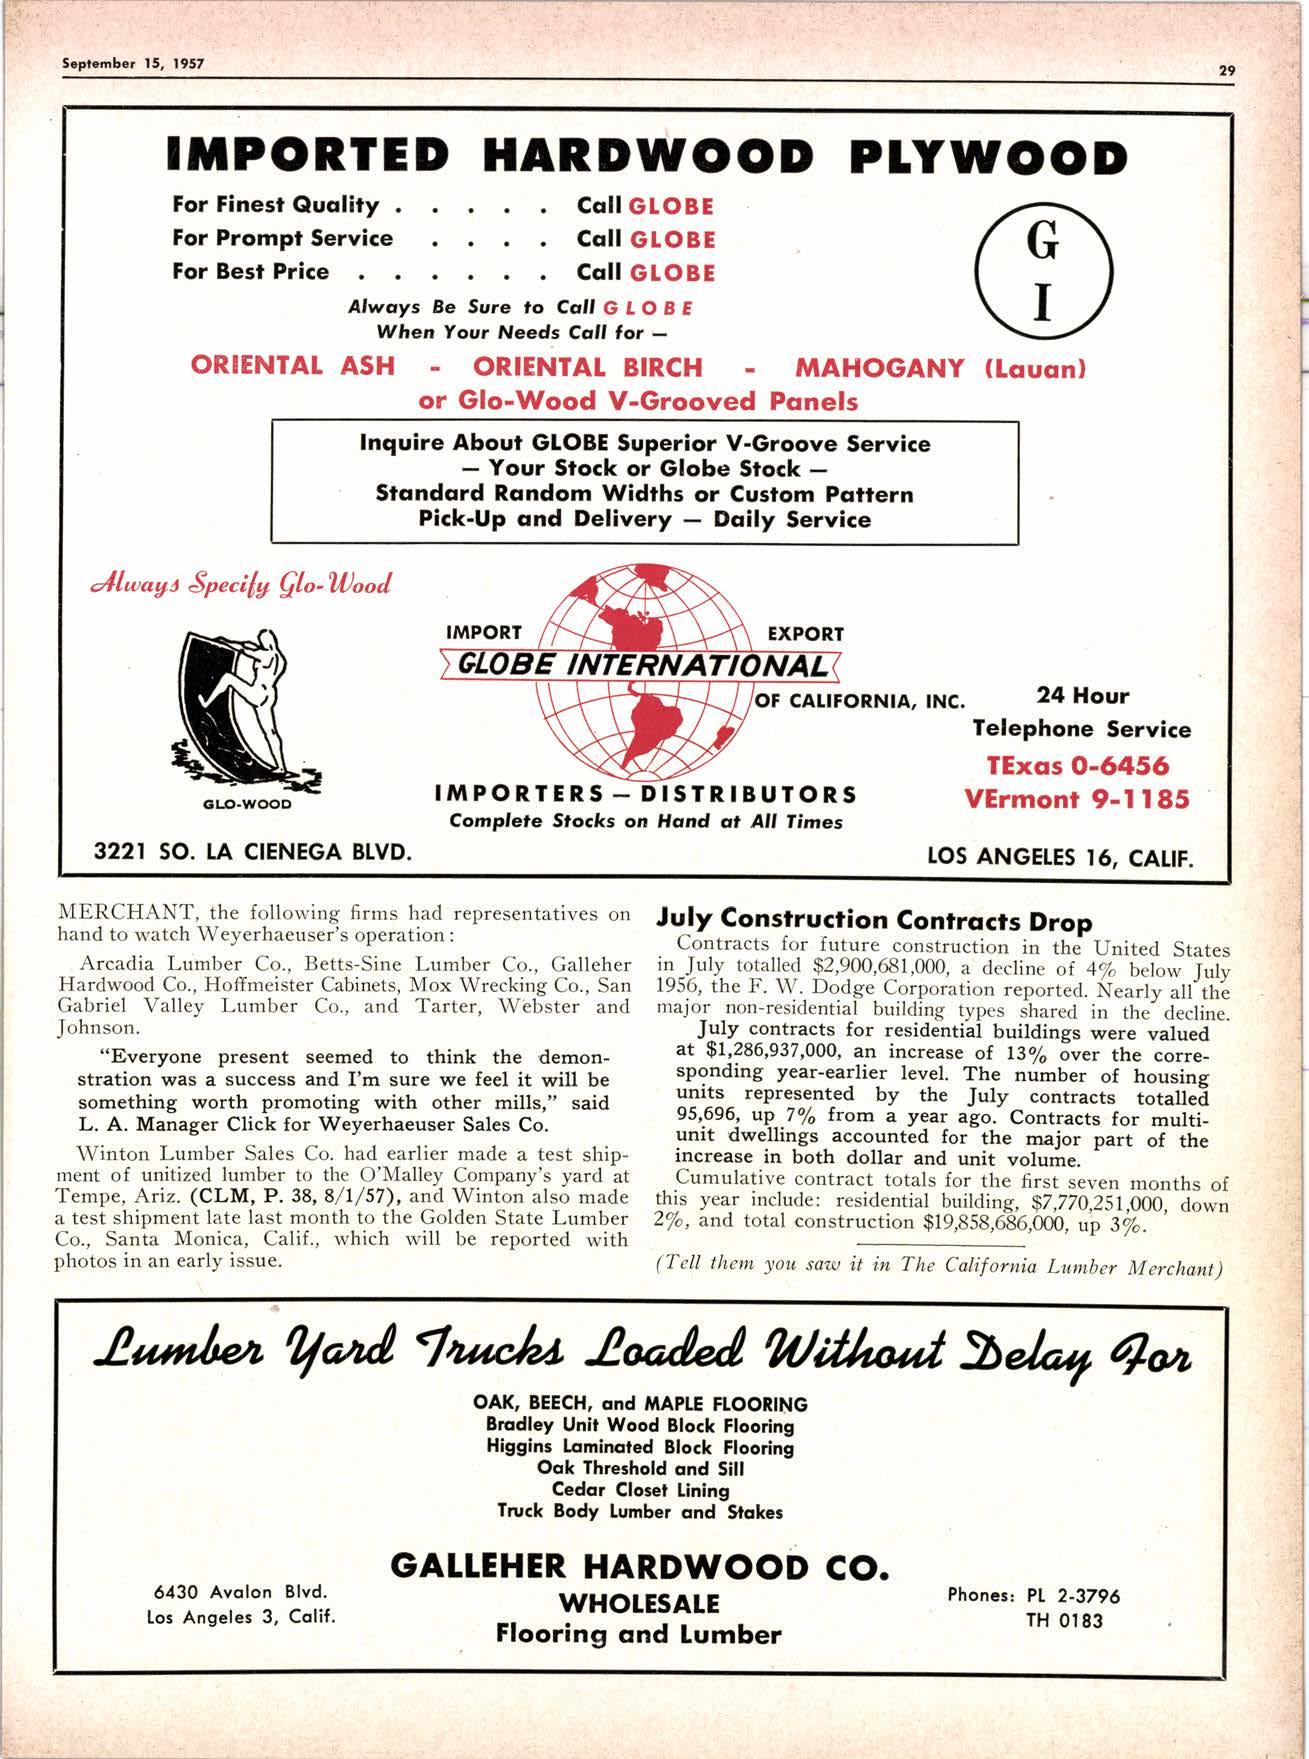 September 15, 1957
29
IMPORTED HARDWOOD PLYWOOD
For Finest Quality . . . . . Call GLOBE
For Prompt Service . . . . Call GLOBE
For Best Price . . . . . . Call GLOBE
G
I
Always Be Sure to Call GLOBE
When Your Needs Call for —
ORIENTAL ASH - ORIENTAL BIRCH - MAHOGANY (Lauan)
or Glo-Wood V-Grooved Panels
Inquire About GLOBE Superior V-Groove Service
— Your Stock or Globe Stock —
Standard Random Widths or Custom Pattern
Pick-Up and Delivery — Daily Service
Always Specify Glo-Wood
GLO-WOOD
IMPORT EXPORT
GLOBE INTERNATIONAL
OF CALIFORNIA, INC.
IMPORTERS — DISTRIBUTORS
Complete Stocks on Hand at All Times
24 Hour
Telephone Service
TExas 0-6456
VErmont 9-1185
3221 SO. LA CIENEGA BLVD.
LOS ANGELES 16, CALIF.
MERCHANT, the following firms had representatives on
hand to watch Weyerhaeuser's operation:
Arcadia Lumber Co., Betts-Sine Lumber Co., Galleher
Hardwood Co., Hoffmeister Cabinets, Mox Wrecking Co., San
Gabriel Valley Lumber Co., and Tarter, Webster and
Johnson.
"Everyone present seemed to think the demon-
stration was a success and I'm sure we feel it will be
something worth promoting with other mills," said
L. A. Manager Click for Weyerhaeuser Sales Co.
Winton Lumber Sales Co. had earlier made a test ship-
ment of unitized lumber to the O'Malley Company's yard at
Tempe, Ariz. (CLM, P. 38, 8/1/57), and Winton also made
a test shipment late last month to the Golden State Lumber
Co., Santa Monica, Calif., which will be reported with
photos in an early issue.
July Construction Contracts Drop
Contracts for future construction in the United States
in July totalled $2,900,681,000, a decline of 4% below July
1956, the F. W. Dodge Corporation reported. Nearly all the
major non-residential building types shared in the decline.
July contracts for residential buildings were valued
at $1,286,937,000, an increase of 13% over the corre-
sponding year-earlier level. The number of housing
units represented by the July contracts totalled
95,696, up 7% from a year ago. Contracts for multi-
unit dwellings accounted for the major part of the
increase in both dollar and unit volume.
Cumulative contract totals for the first seven months of
this year include: residential building, $7,770,251,000, down
2%, and total construction $19,858,686,000, up 3%.
(Tell them you saw it in The California Lumber Merchant)
Lumber Yard Trucks Loaded Without Delay For
OAK, BEECH, and MAPLE FLOORING
Bradley Unit Wood Block Flooring
Higgins Laminated Block Flooring
Oak Threshold and Sill
Cedar Closet Lining
Truck Body Lumber and Stakes
GALLEHER HARDWOOD CO.
WHOLESALE
Flooring and Lumber
6430 Avalon Blvd.
Los Angeles 3, Calif.
Phones: PL 2-3796
TH 0183